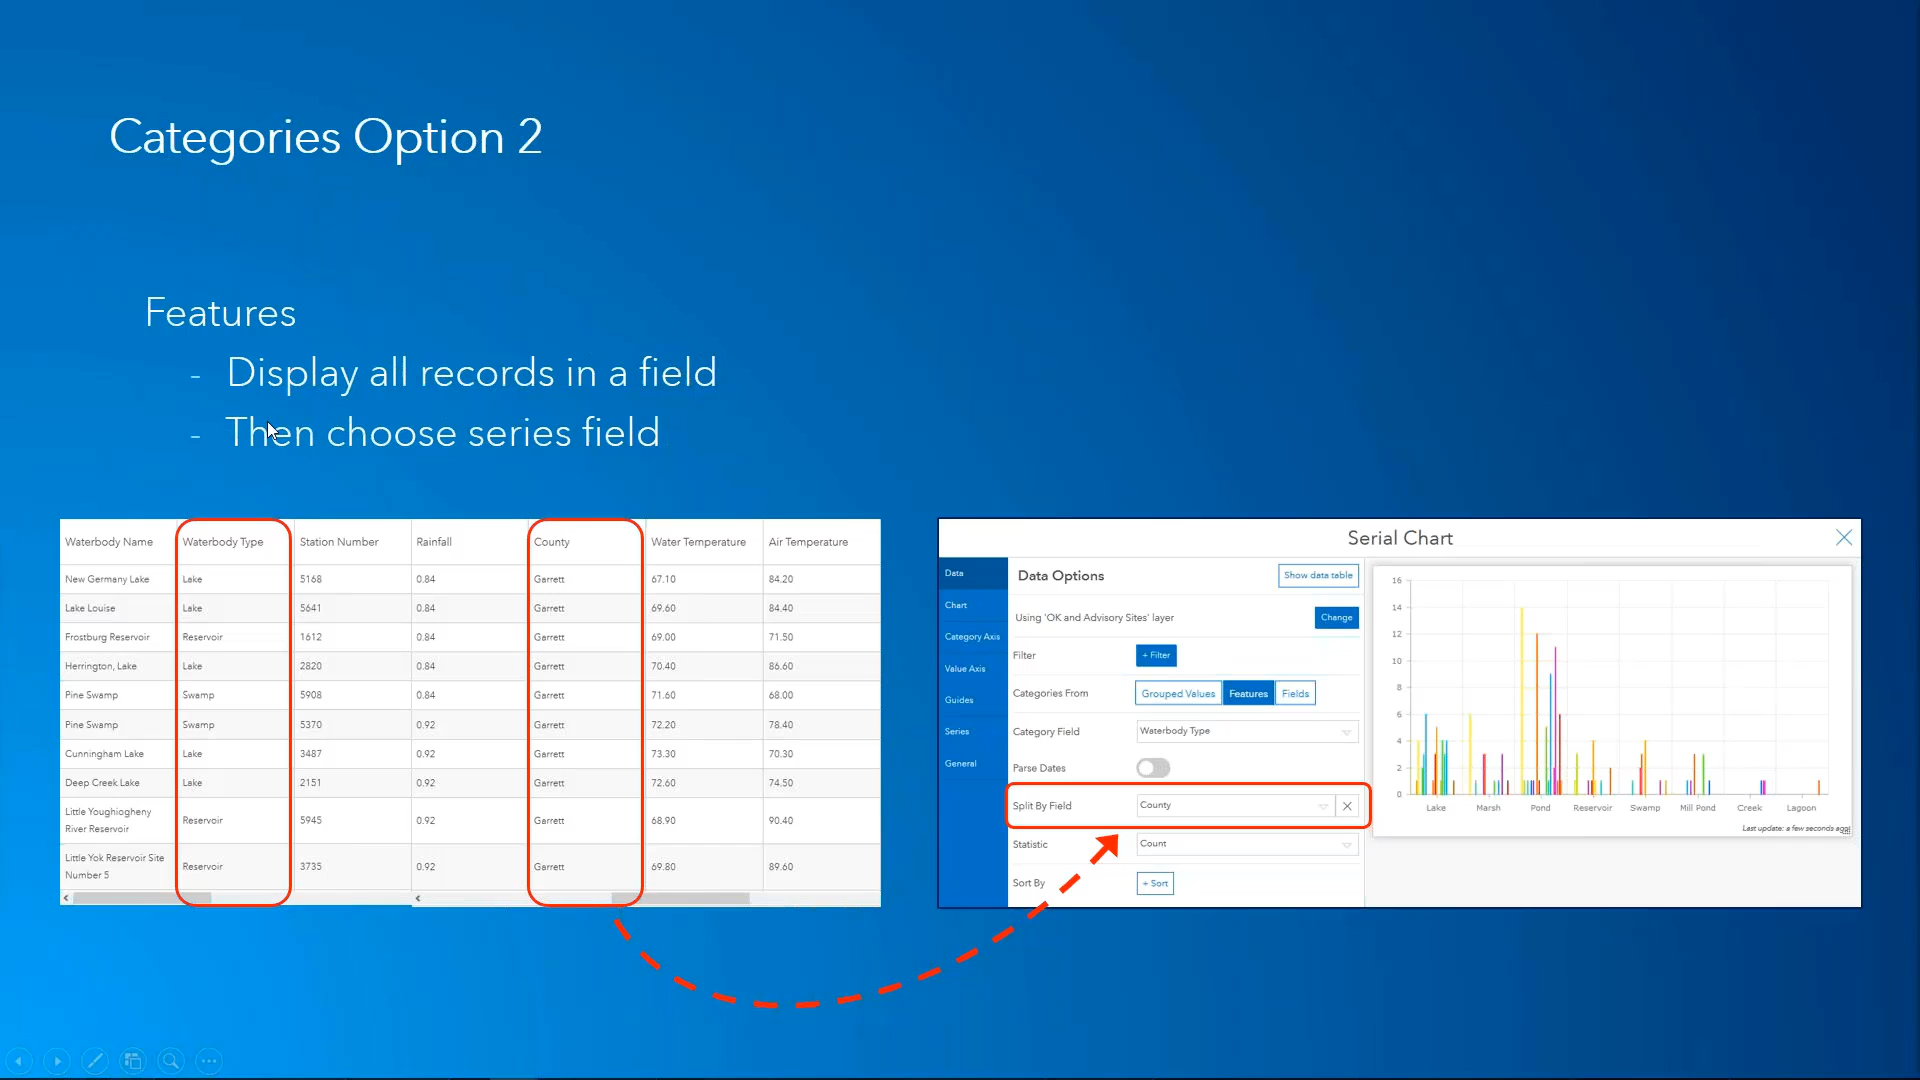 Categories Option 2
Features
- Display all records in a field
- Then choose series field
Waterbody Name Waterbody Type Station Number Rainfall County Water Temperature Air Temperature
New Germany Lake Lake 5168 0.84 Garrett 67.10 84.20
Lake Louise Lake 5641 0.84 Garrett 69.60 84.40
Frostburg Reservoir Reservoir 1612 0.84 Garrett 69.00 71.50
Herrington, Lake Lake 2820 0.84 Garrett 70.40 86.60
Pine Swamp Swamp 5908 0.84 Garrett 71.60 68.00
Pine Swamp Swamp 5370 0.92 Garrett 72.20 78.40
Cunningham Lake Lake 3487 0.92 Garrett 73.30 70.30
Deep Creek Lake Lake 2151 0.92 Garrett 72.60 74.50
Little Youghiogheny
River Reservoir Reservoir 5945 0.92 Garrett 68.90 90.40
Little Yok Reservoir Site
Number 5 Reservoir 3735 0.92 Garrett 69.80 89.60
Serial Chart
Data
Chart
Category Axis
Value Axis
Guides
Series
General
Data Options Show data table
Using 'OK and Advisory Sites' layer Change
Filter + Filter
Categories From Grouped Values Features Fields
Category Field Waterbody Type
Parse Dates
Split By Field County
Statistic Count
Sort By + Sort
16
14
12
10
8
6
4
2
0
Lake Marsh Pond Reservoir Swamp Mill Pond Creek Lagoon
Last update: a few seconds ago